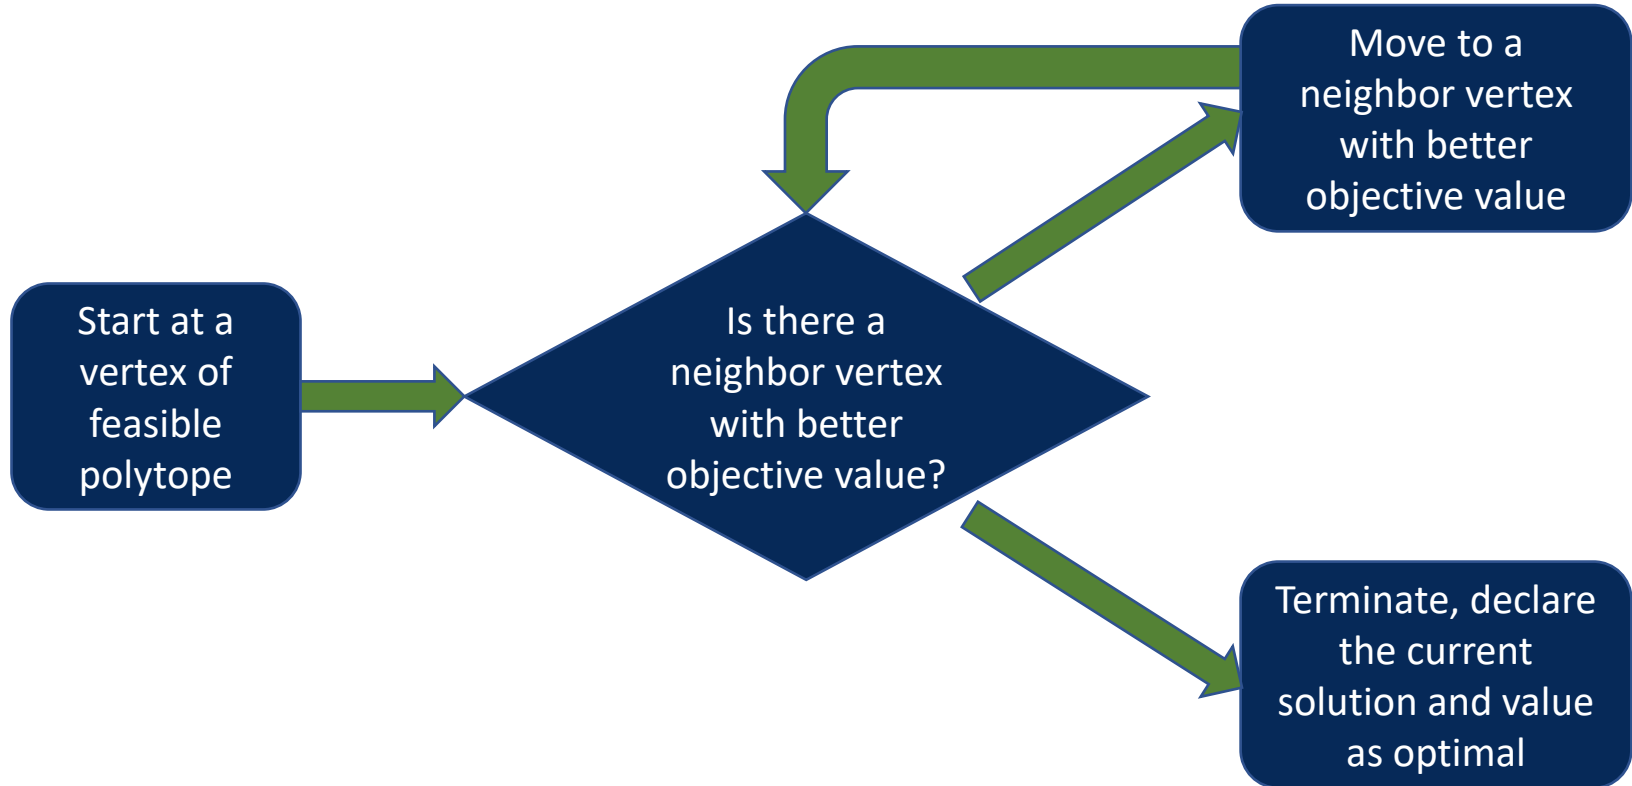 Move to a
neighbor vertex
with better
objective value
Start at a
vertex of
feasible
polytope
Is there a
neighbor vertex
with better
objective value?
Terminate, declare
the current
solution and value
as optimal